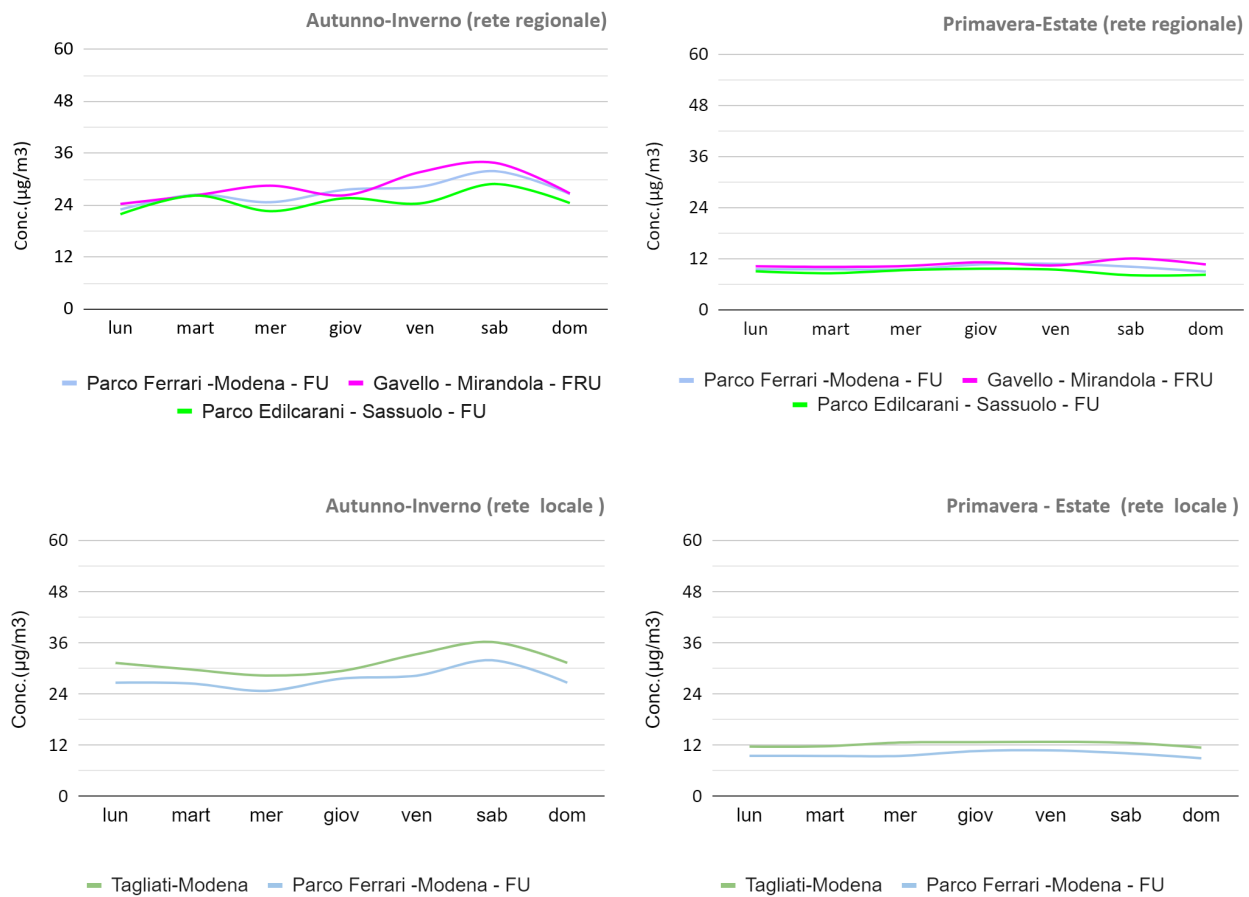 Autunno-Inverno (rete regionale)
60
48
36
24
12
0
Conc.(µg/m3)
lun mart mer giov ven sab dom
Parco Ferrari -Modena - FU Gavello - Mirandola - FRU
Parco Edilcarani - Sassuolo - FU
Primavera-Estate (rete regionale)
60
48
36
24
12
0
Conc.(µg/m3)
lun mart mer giov ven sab dom
Parco Ferrari -Modena - FU Gavello - Mirandola - FRU
Parco Edilcarani - Sassuolo - FU
Autunno-Inverno (rete locale )
60
48
36
24
12
0
Conc.(µg/m3)
lun mart mer giov ven sab dom
Tagliati-Modena Parco Ferrari -Modena - FU
Primavera - Estate (rete locale )
60
48
36
24
12
0
Conc.(µg/m3)
lun mart mer giov ven sab dom
Tagliati-Modena Parco Ferrari -Modena - FU